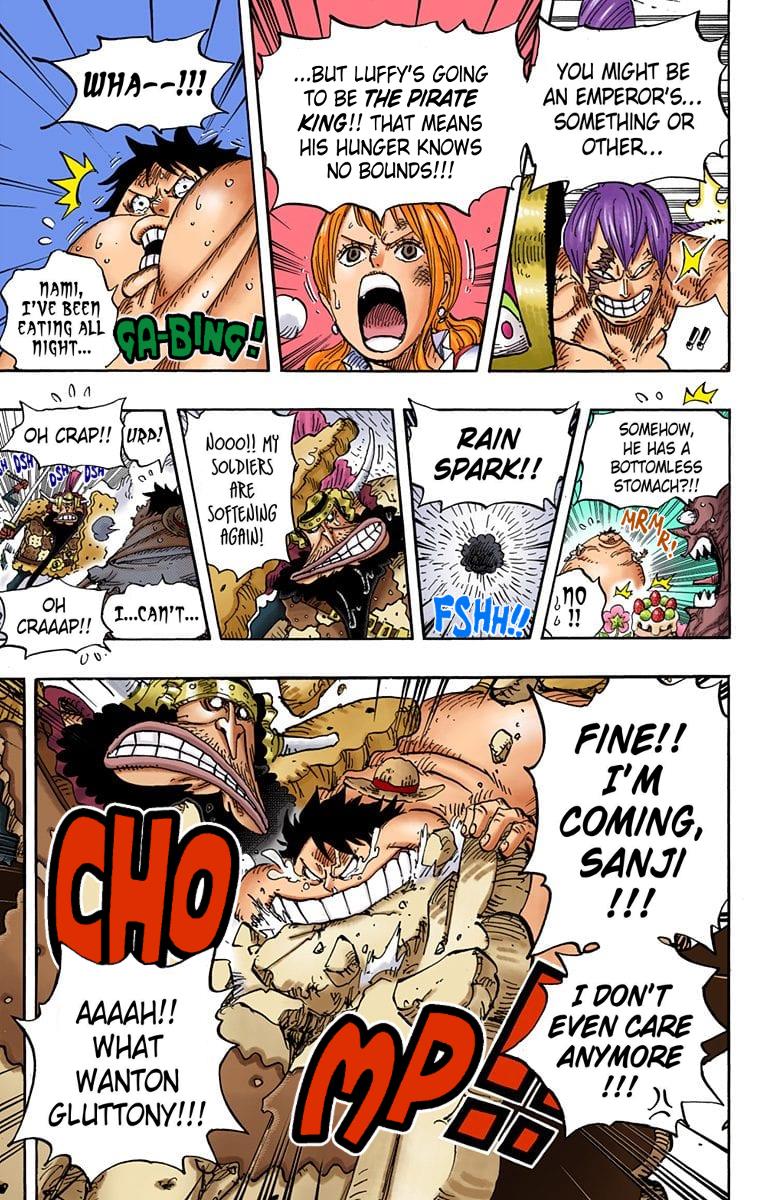 YOU MIGHT BE
AN EMPEROR'S...
SOMETHING OR
OTHER...
!!
...BUT LUFFY'S GOING
TO BE THE PIRATE
KING!! THAT MEANS
HIS HUNGER KNOWS
NO BOUNDS!!!
WHA--!!!
NAMI,
I'VE BEEN
EATING ALL
NIGHT...
GA-BING!
SOMEHOW,
HE HAS A
BOTTOMLESS
STOMACH?!!
MRMR!
NO
!!
RAIN
SPARK!!
FSHH!!
NOOO!! MY
SOLDIERS
ARE
SOFTENING
AGAIN!
URP!
I...CAN'T...
OH CRAP!!
DSH
DSH
DSH
OH
CRAAAP!!
FINE!!
I'M
COMING,
SANJI
!!!
I DON'T
EVEN CARE
ANYMORE
!!!
CHO
MP!!
AAAAH!!
WHAT
WANTON
GLUTTONY!!!